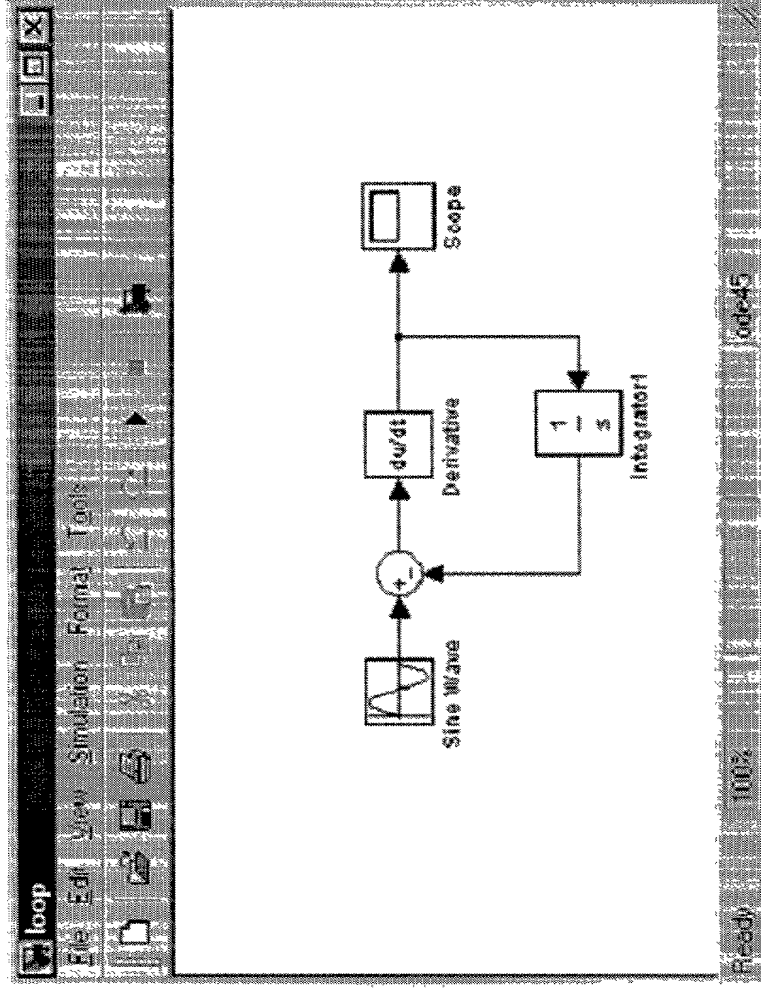 loop
File Edit View Simulation Format Tools
Sine Wave
+
−
du/dt
Derivative
Scope
1
s
Integrator1
Ready 100% ode45